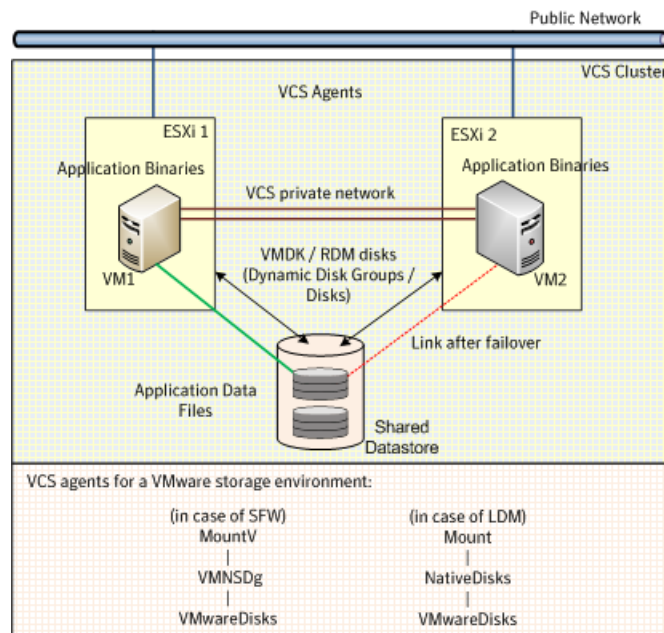 Public Network
VCS Cluster
VCS Agents
ESXi 1
ESXi 2
Application Binaries
Application Binaries
VCS private network
VMDK / RDM disks
(Dynamic Disk Groups /
Disks)
VM1
VM2
Link after failover
Application Data
Files
Shared
Datastore
VCS agents for a VMware storage environment:
(in case of SFW)
MountV
|
VMNSDg
|
VMwareDisks
(in case of LDM)
Mount
|
NativeDisks
|
VMwareDisks